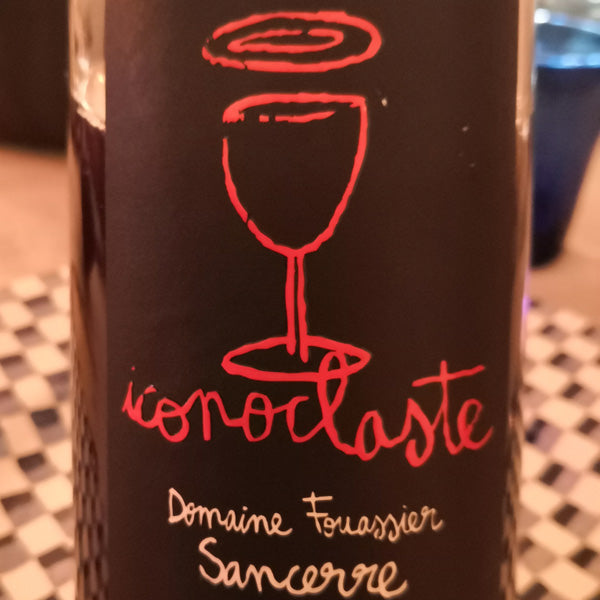 iconoclaste
Domaine Fouassier
Sancerre